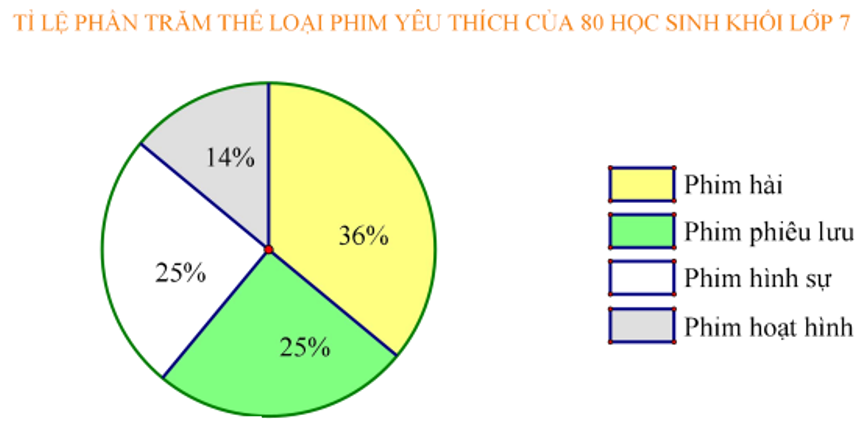 TỈ LỆ PHẦN TRĂM THỂ LOẠI PHIM YÊU THÍCH CỦA 80 HỌC SINH KHỐI LỚP 7
14%
36%
25%
25%
Phim hài
Phim phiêu lưu
Phim hình sự
Phim hoạt hình